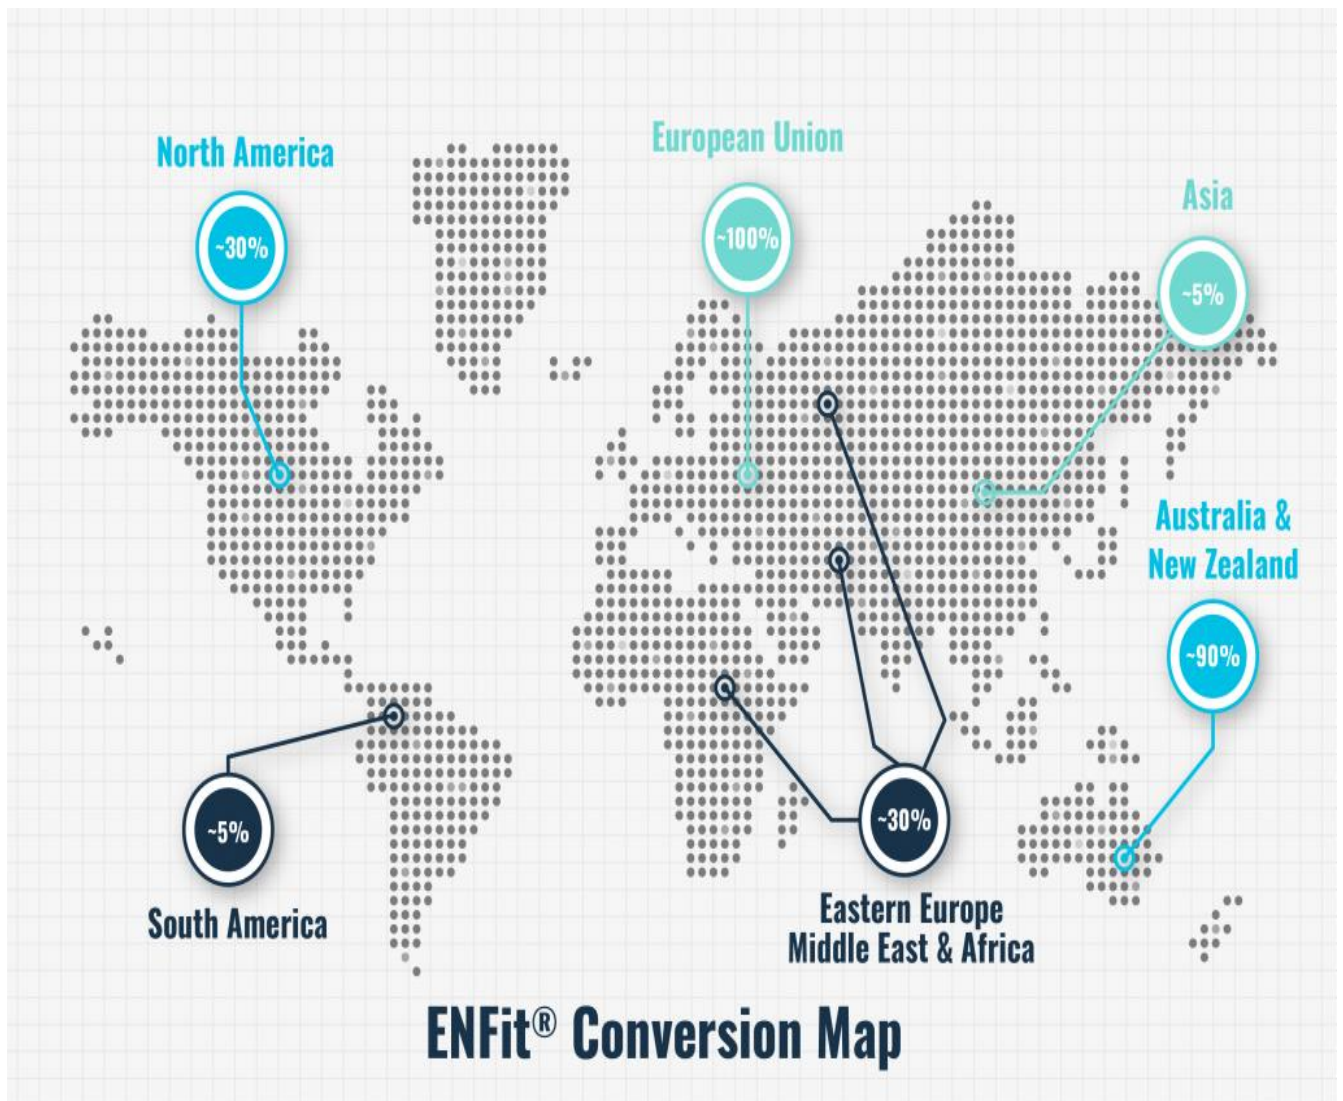 North America
~30%
European Union
~100%
Asia
~5%
Australia &
New Zealand
~90%
~5%
South America
~30%
Eastern Europe
Middle East & Africa
ENFit® Conversion Map